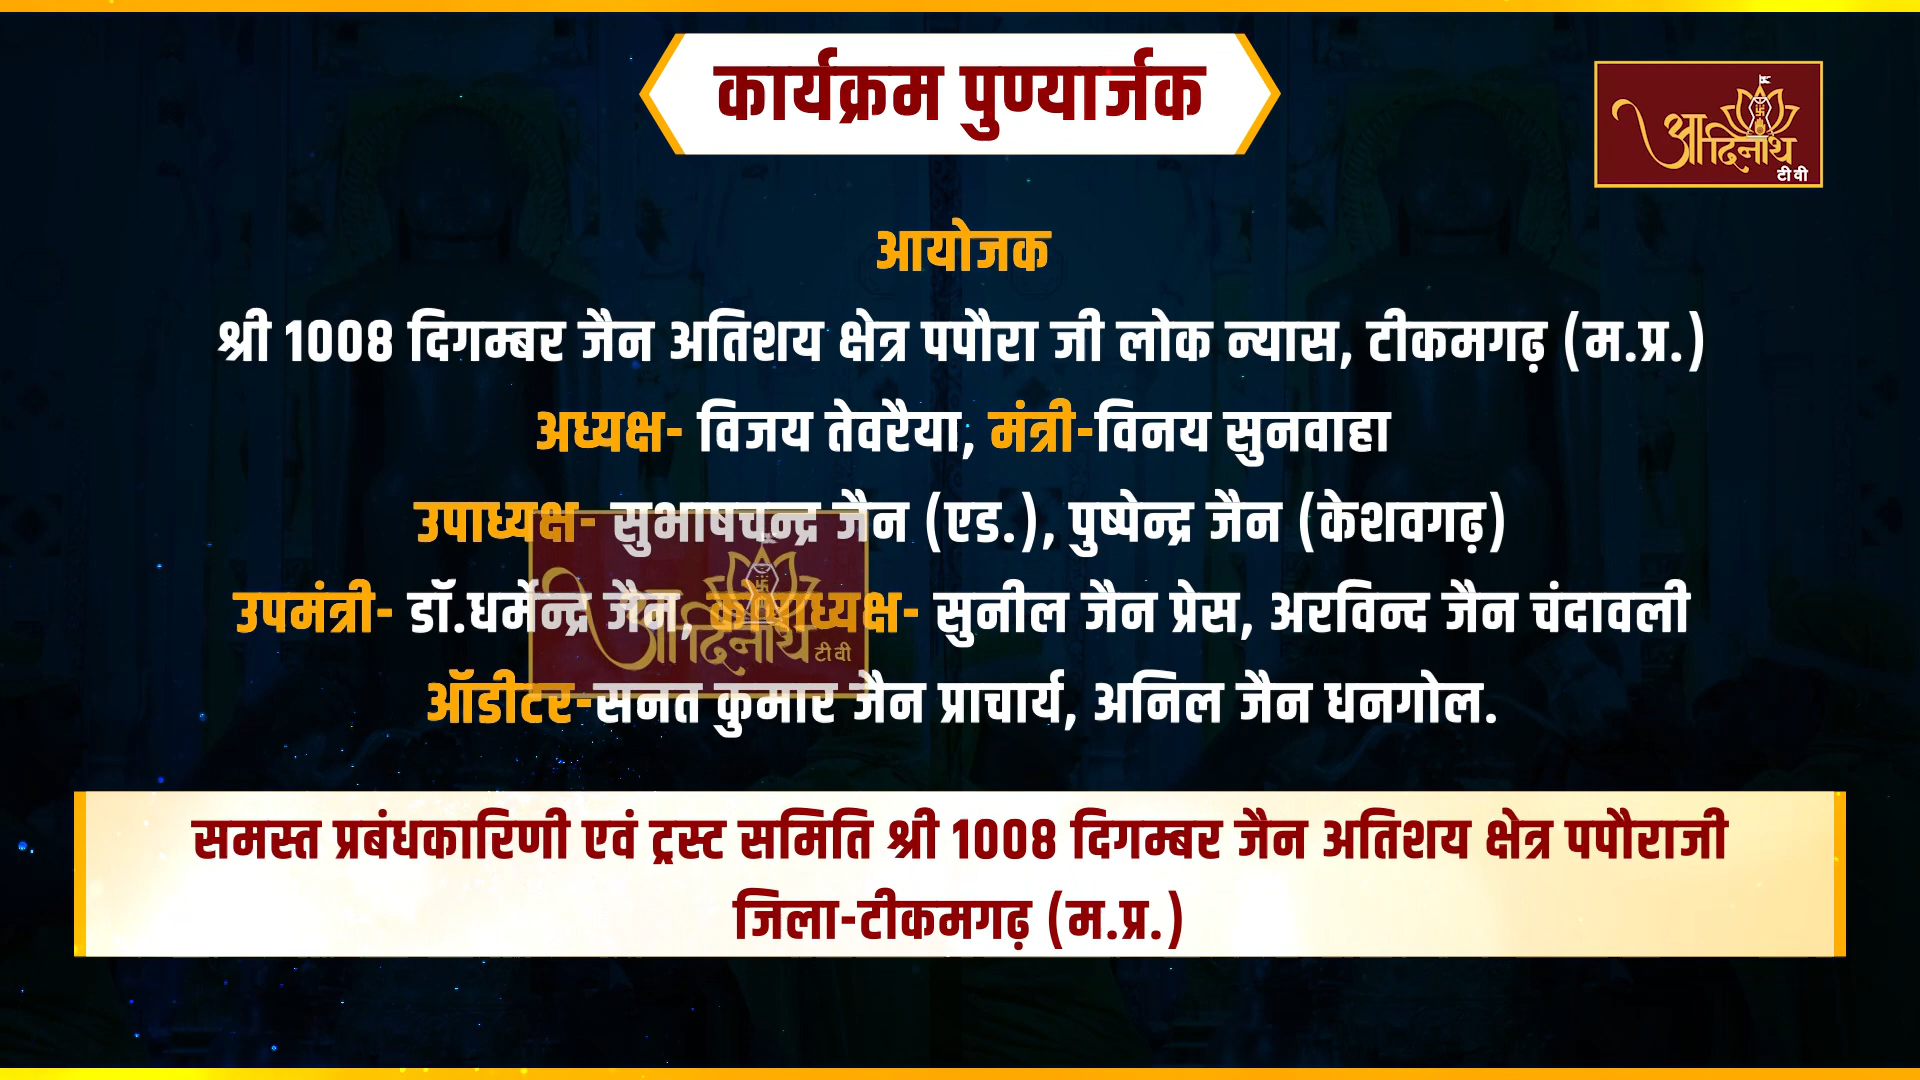 कार्यक्रम पुण्यार्जक
आदिनाथ
टी वी
आयोजक
श्री 1008 दिगम्बर जैन अतिशय क्षेत्र पपौरा जी लोक न्यास, टीकमगढ़ (म.प्र.)
अध्यक्ष- विजय तेवरैया, मंत्री-विनय सुनवाहा
उपाध्यक्ष- सुभाषचन्द्र जैन (एड.), पुष्पेन्द्र जैन (केशवगढ़)
उपमंत्री- डॉ.धर्मेन्द्र जैन, कोषाध्यक्ष- सुनील जैन प्रेस, अरविन्द जैन चंदावली
आदिनाथ टी वी
ऑडीटर-सनत कुमार जैन प्राचार्य, अनिल जैन धनगोल.
समस्त प्रबंधकारिणी एवं ट्रस्ट समिति श्री 1008 दिगम्बर जैन अतिशय क्षेत्र पपौराजी
जिला-टीकमगढ़ (म.प्र.)